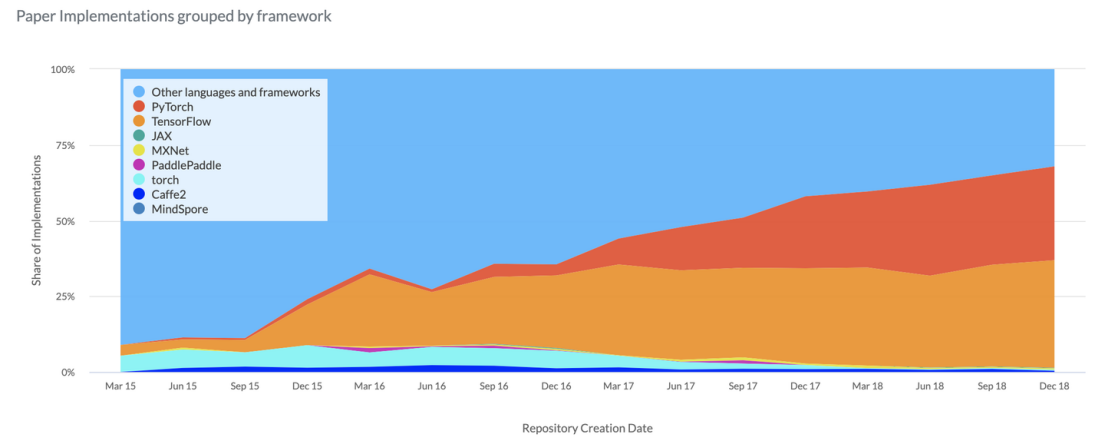 Paper Implementations grouped by framework
100%
75%
50%
25%
0%
Share of Implementations
Other languages and frameworks
PyTorch
TensorFlow
JAX
MXNet
PaddlePaddle
torch
Caffe2
MindSpore
Mar 15 Jun 15 Sep 15 Dec 15 Mar 16 Jun 16 Sep 16 Dec 16 Mar 17 Jun 17 Sep 17 Dec 17 Mar 18 Jun 18 Sep 18 Dec 18
Repository Creation Date